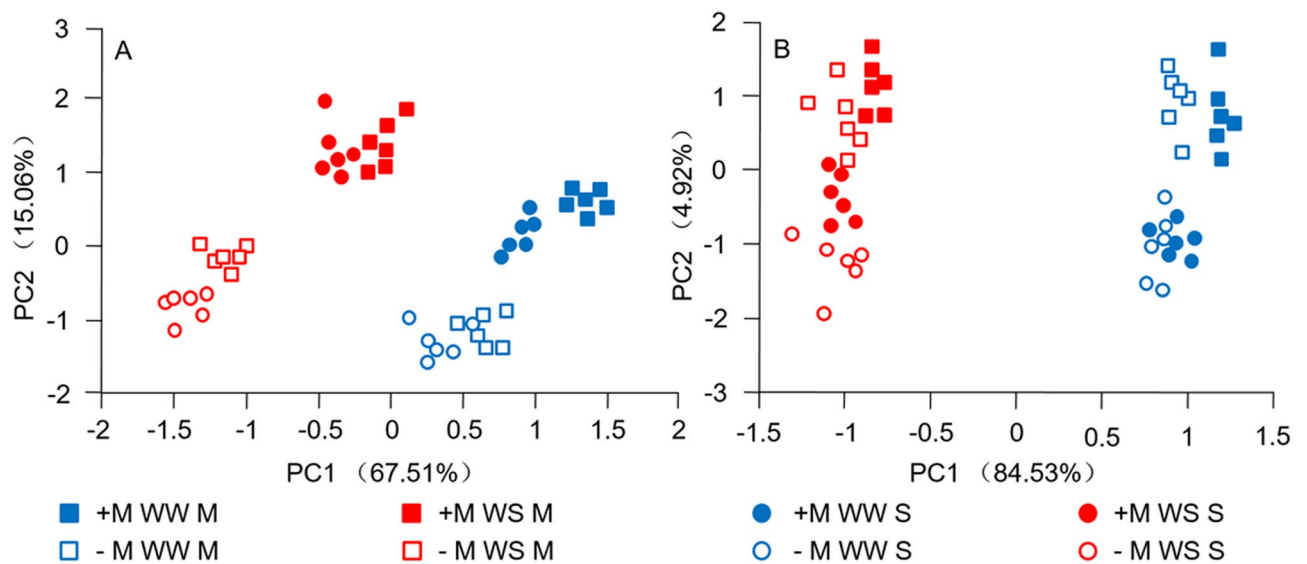 A
3
2
1
0
-1
-2
PC2 （15.06%）
-2 -1.5 -1 -0.5 0 0.5 1 1.5 2
PC1 （67.51%）
B
2
1
0
-1
-2
-3
PC2 （4.92%）
-1.5 -1 -0.5 0 0.5 1 1.5
PC1 （84.53%）
+M WW M +M WS M +M WW S +M WS S
- M WW M - M WS M - M WW S - M WS S